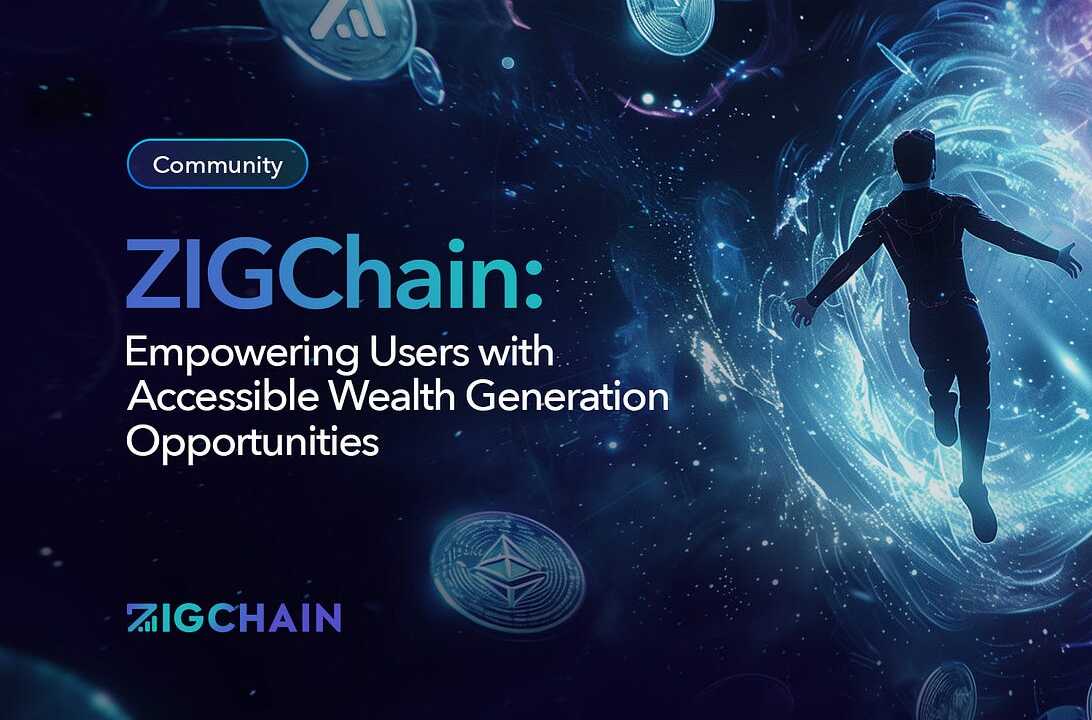 Community
ZIGChain:
Empowering Users with
Accessible Wealth Generation
Opportunities
ZIGCHAIN